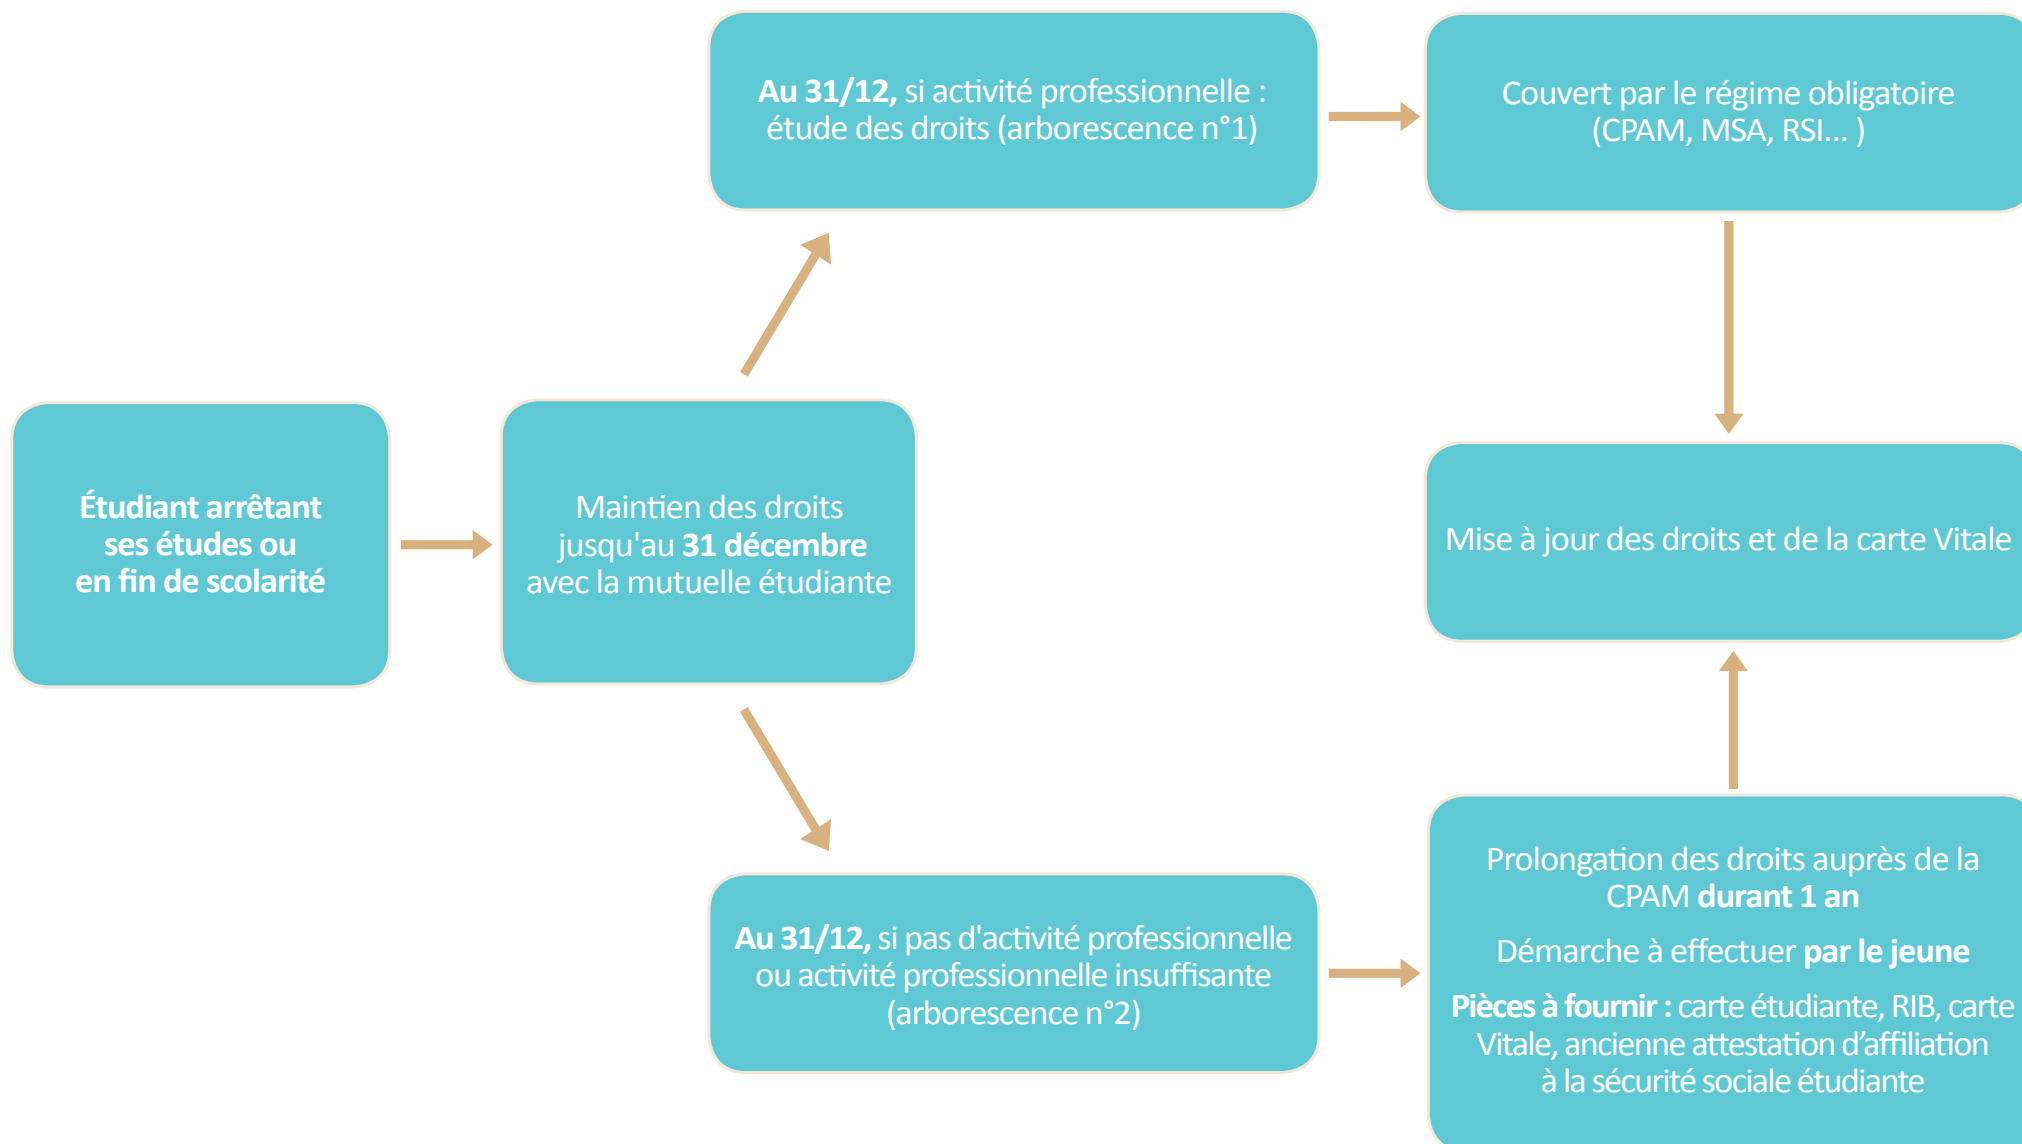 Au 31/12, si activité professionnelle :
étude des droits (arborescence n°1)
Couvert par le régime obligatoire
(CPAM, MSA, RSI... )
Étudiant arrêtant
ses études ou
en fin de scolarité
Maintien des droits
jusqu'au 31 décembre
avec la mutuelle étudiante
Mise à jour des droits et de la carte Vitale
Au 31/12, si pas d'activité professionnelle
ou activité professionnelle insuffisante
(arborescence n°2)
Prolongation des droits auprès de la
CPAM durant 1 an
Démarche à effectuer par le jeune
Pièces à fournir : carte étudiante, RIB, carte
Vitale, ancienne attestation d’affiliation
à la sécurité sociale étudiante